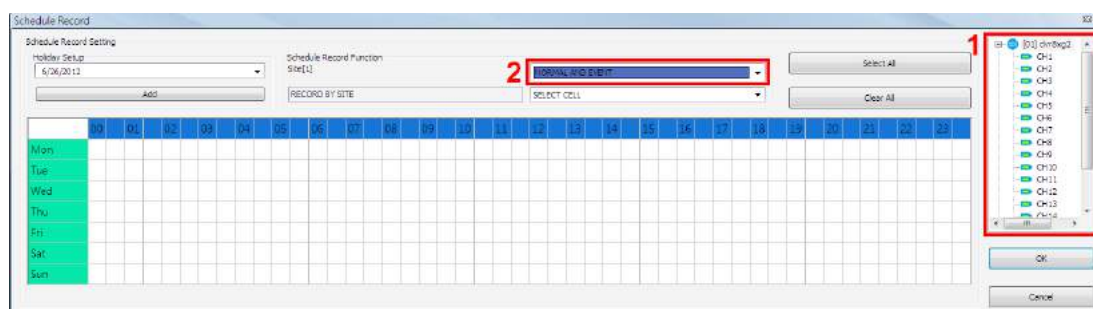 Schedule Record
Schedule Record Setting
Holiday Setup
6/26/2012
Add
Schedule Record Function
Site[1]
RECORD BY SITE
2
NORMAL AND EVENT
SELECT CELL
Select All
Clear All
00 01 02 03 04 05 06 07 08 09 10 11 12 13 14 15 16 17 18 19 20 21 22 23
Mon
Tue
Wed
Thu
Fri
Sat
Sun
1
[01] dvr8xg2
CH1
CH2
CH3
CH4
CH5
CH6
CH7
CH8
CH9
CH10
CH11
CH12
CH13
CH14
OK
Cancel